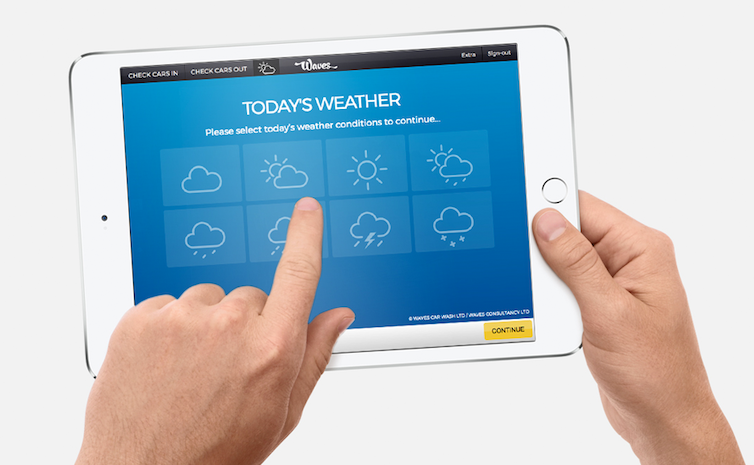 CHECK CARS IN CHECK CARS OUT Waves Extra Sign-out
TODAY'S WEATHER
Please select today's weather conditions to continue...
© WAVES CAR WASH LTD / WAVES CONSULTANCY LTD
CONTINUE